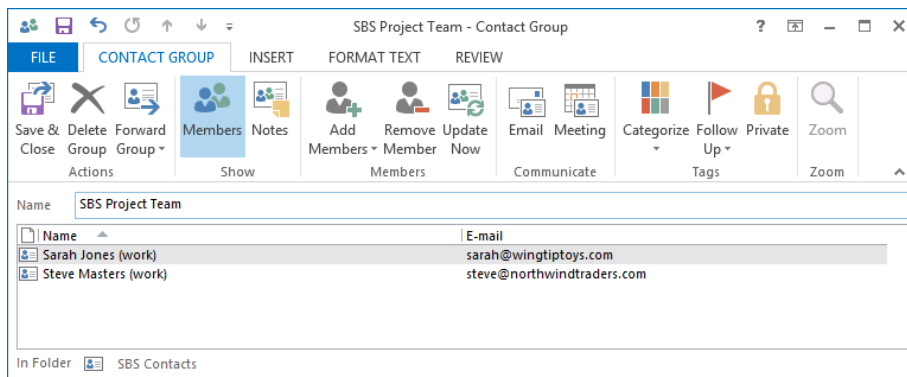 SBS Project Team - Contact Group ?
FILE CONTACT GROUP INSERT FORMAT TEXT REVIEW
Save & Delete Forward Members Notes Add Remove Update Email Meeting Categorize Follow Private Zoom
Close Group Group Members Member Now Up
Actions Show Members Communicate Tags Zoom
Name SBS Project Team
Name E-mail
Sarah Jones (work) sarah@wingtiptoys.com
Steve Masters (work) steve@northwindtraders.com
In Folder SBS Contacts